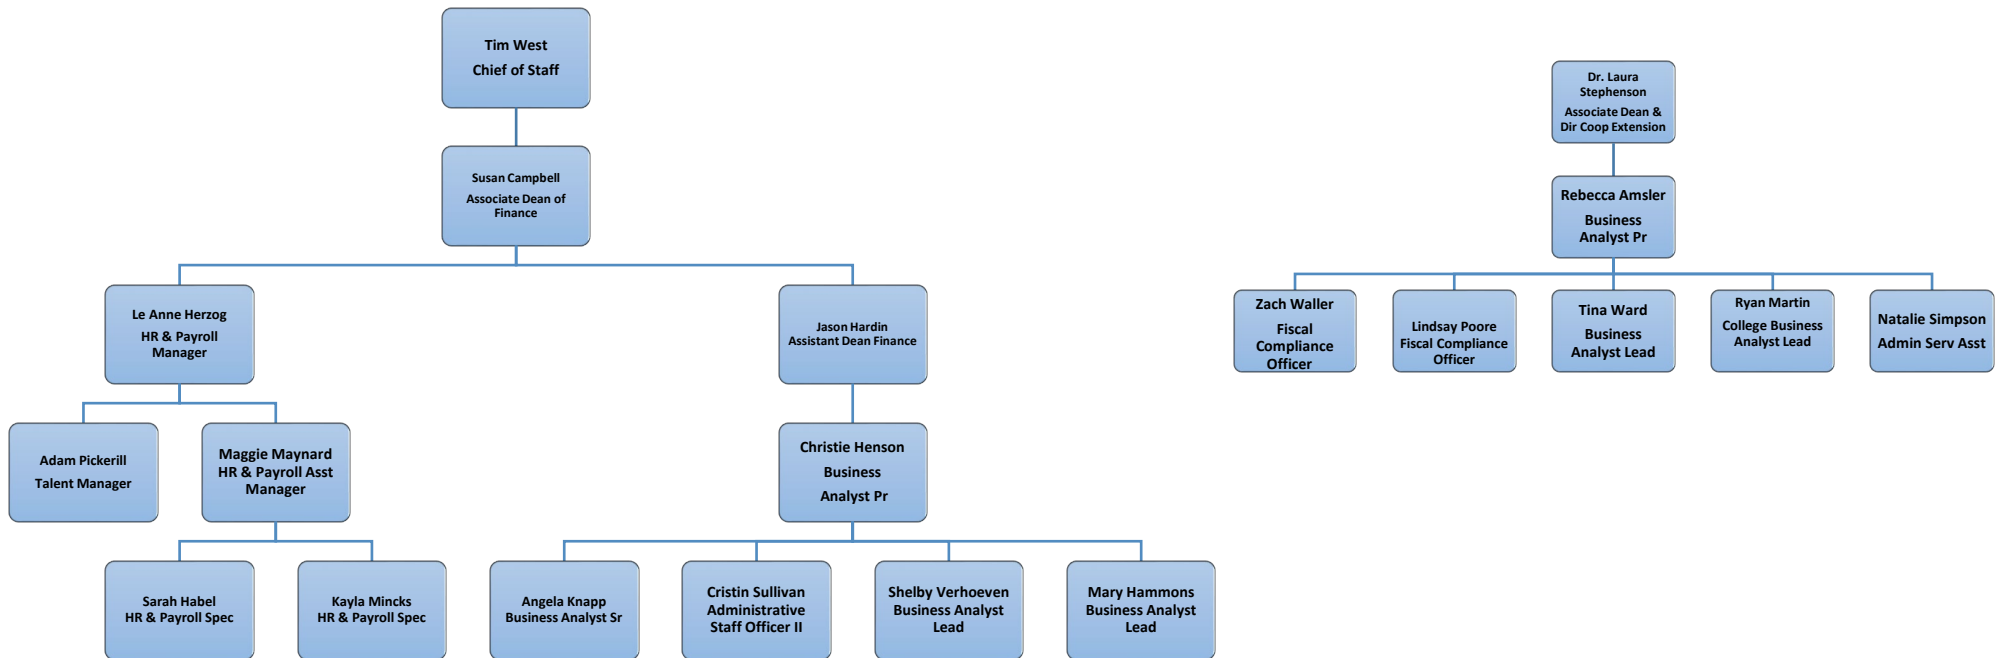 Tim West
Chief of Staff
Susan Campbell
Associate Dean of
Finance
Le Anne Herzog
HR & Payroll
Manager
Jason Hardin
Assistant Dean Finance
Adam Pickerill
Talent Manager
Maggie Maynard
HR & Payroll Asst
Manager
Christie Henson
Business
Analyst Pr
Sarah Habel
HR & Payroll Spec
Kayla Mincks
HR & Payroll Spec
Angela Knapp
Business Analyst Sr
Cristin Sullivan
Administrative
Staff Officer II
Shelby Verhoeven
Business Analyst
Lead
Mary Hammons
Business Analyst
Lead
Dr. Laura
Stephenson
Associate Dean &
Dir Coop Extension
Rebecca Amsler
Business
Analyst Pr
Zach Waller
Fiscal
Compliance
Officer
Lindsay Poore
Fiscal Compliance
Officer
Tina Ward
Business
Analyst Lead
Ryan Martin
College Business
Analyst Lead
Natalie Simpson
Admin Serv Asst